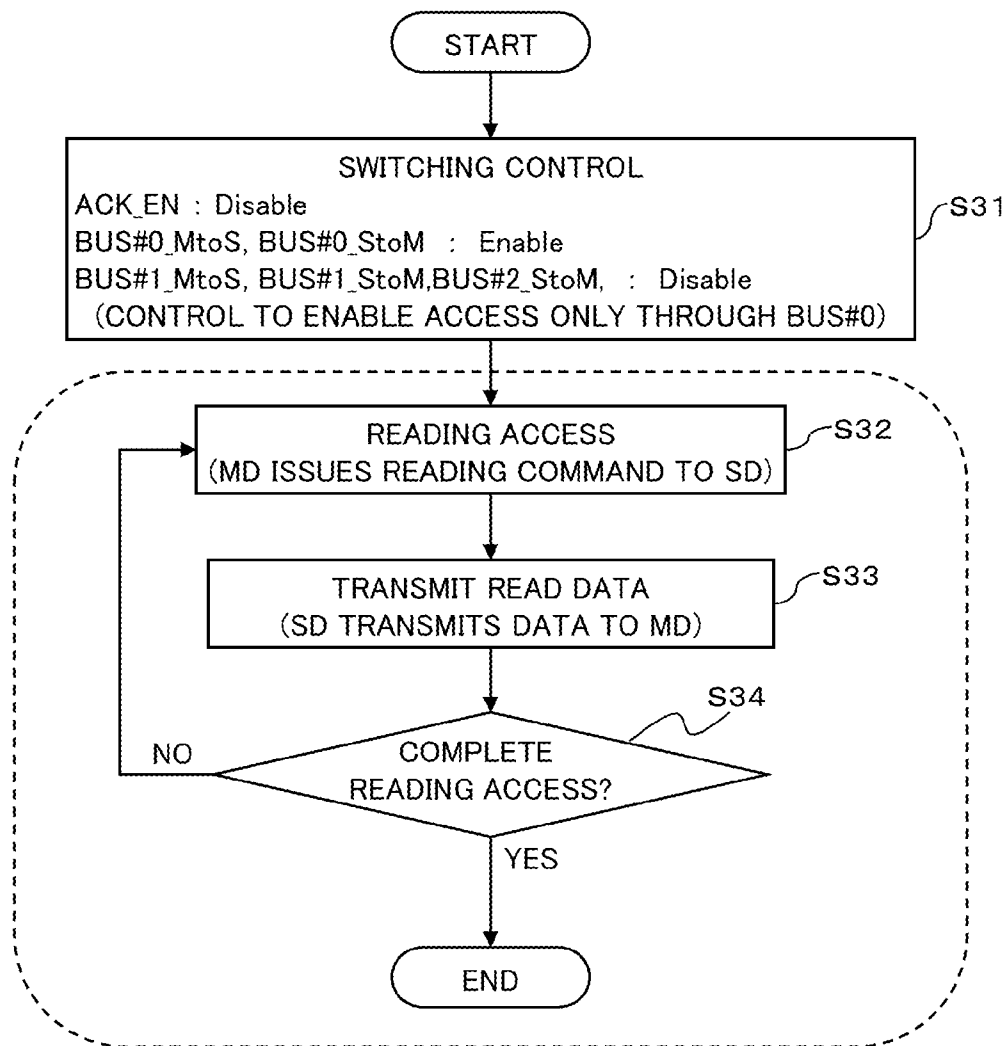 START
SWITCHING CONTROL
ACK_EN : Disable
BUS#0_MtoS, BUS#0_StoM : Enable
BUS#1_MtoS, BUS#1_StoM,BUS#2_StoM, : Disable
(CONTROL TO ENABLE ACCESS ONLY THROUGH BUS#0)
S31
READING ACCESS
(MD ISSUES READING COMMAND TO SD)
S32
TRANSMIT READ DATA
(SD TRANSMITS DATA TO MD)
S33
S34
COMPLETE
READING ACCESS?
NO
YES
END